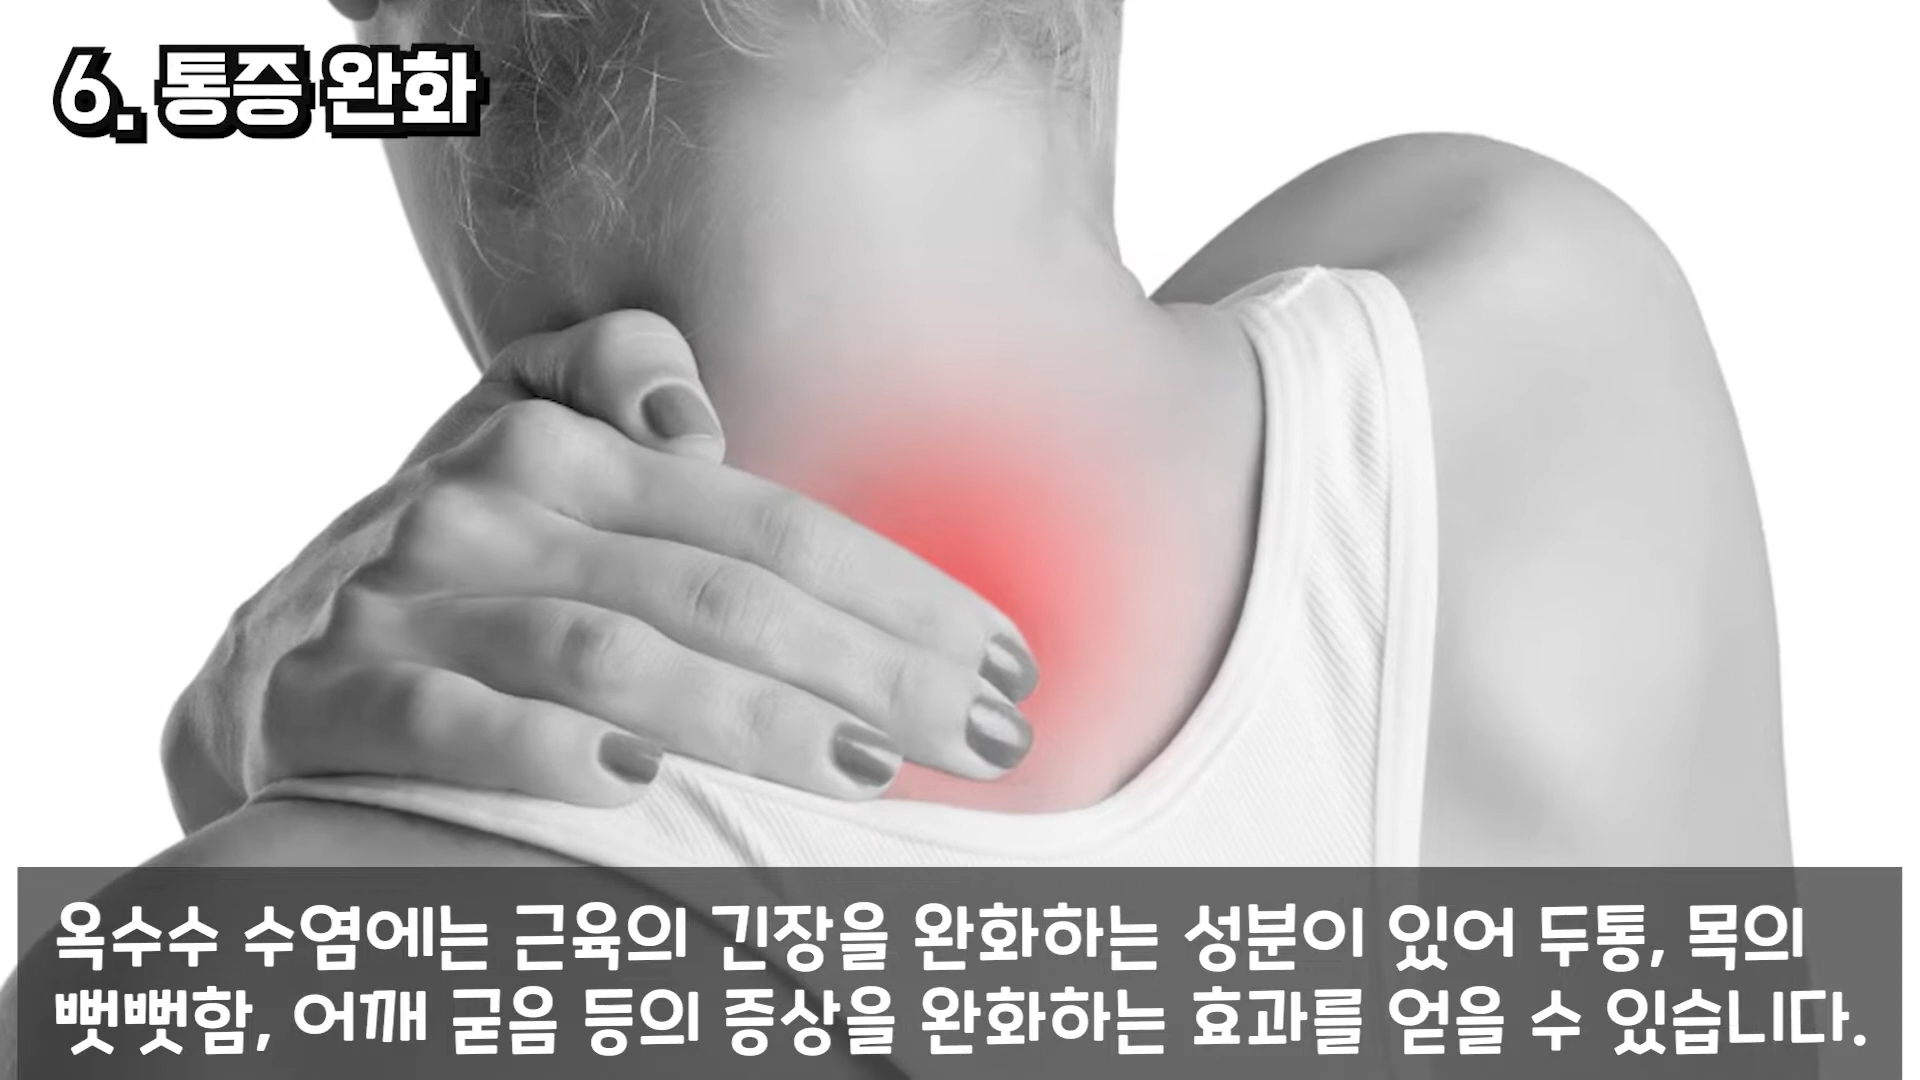 6. 통증 완화
옥수수 수염에는 근육의 긴장을 완화하는 성분이 있어 두통, 목의
뻣뻣함, 어깨 굳음 등의 증상을 완화하는 효과를 얻을 수 있습니다.